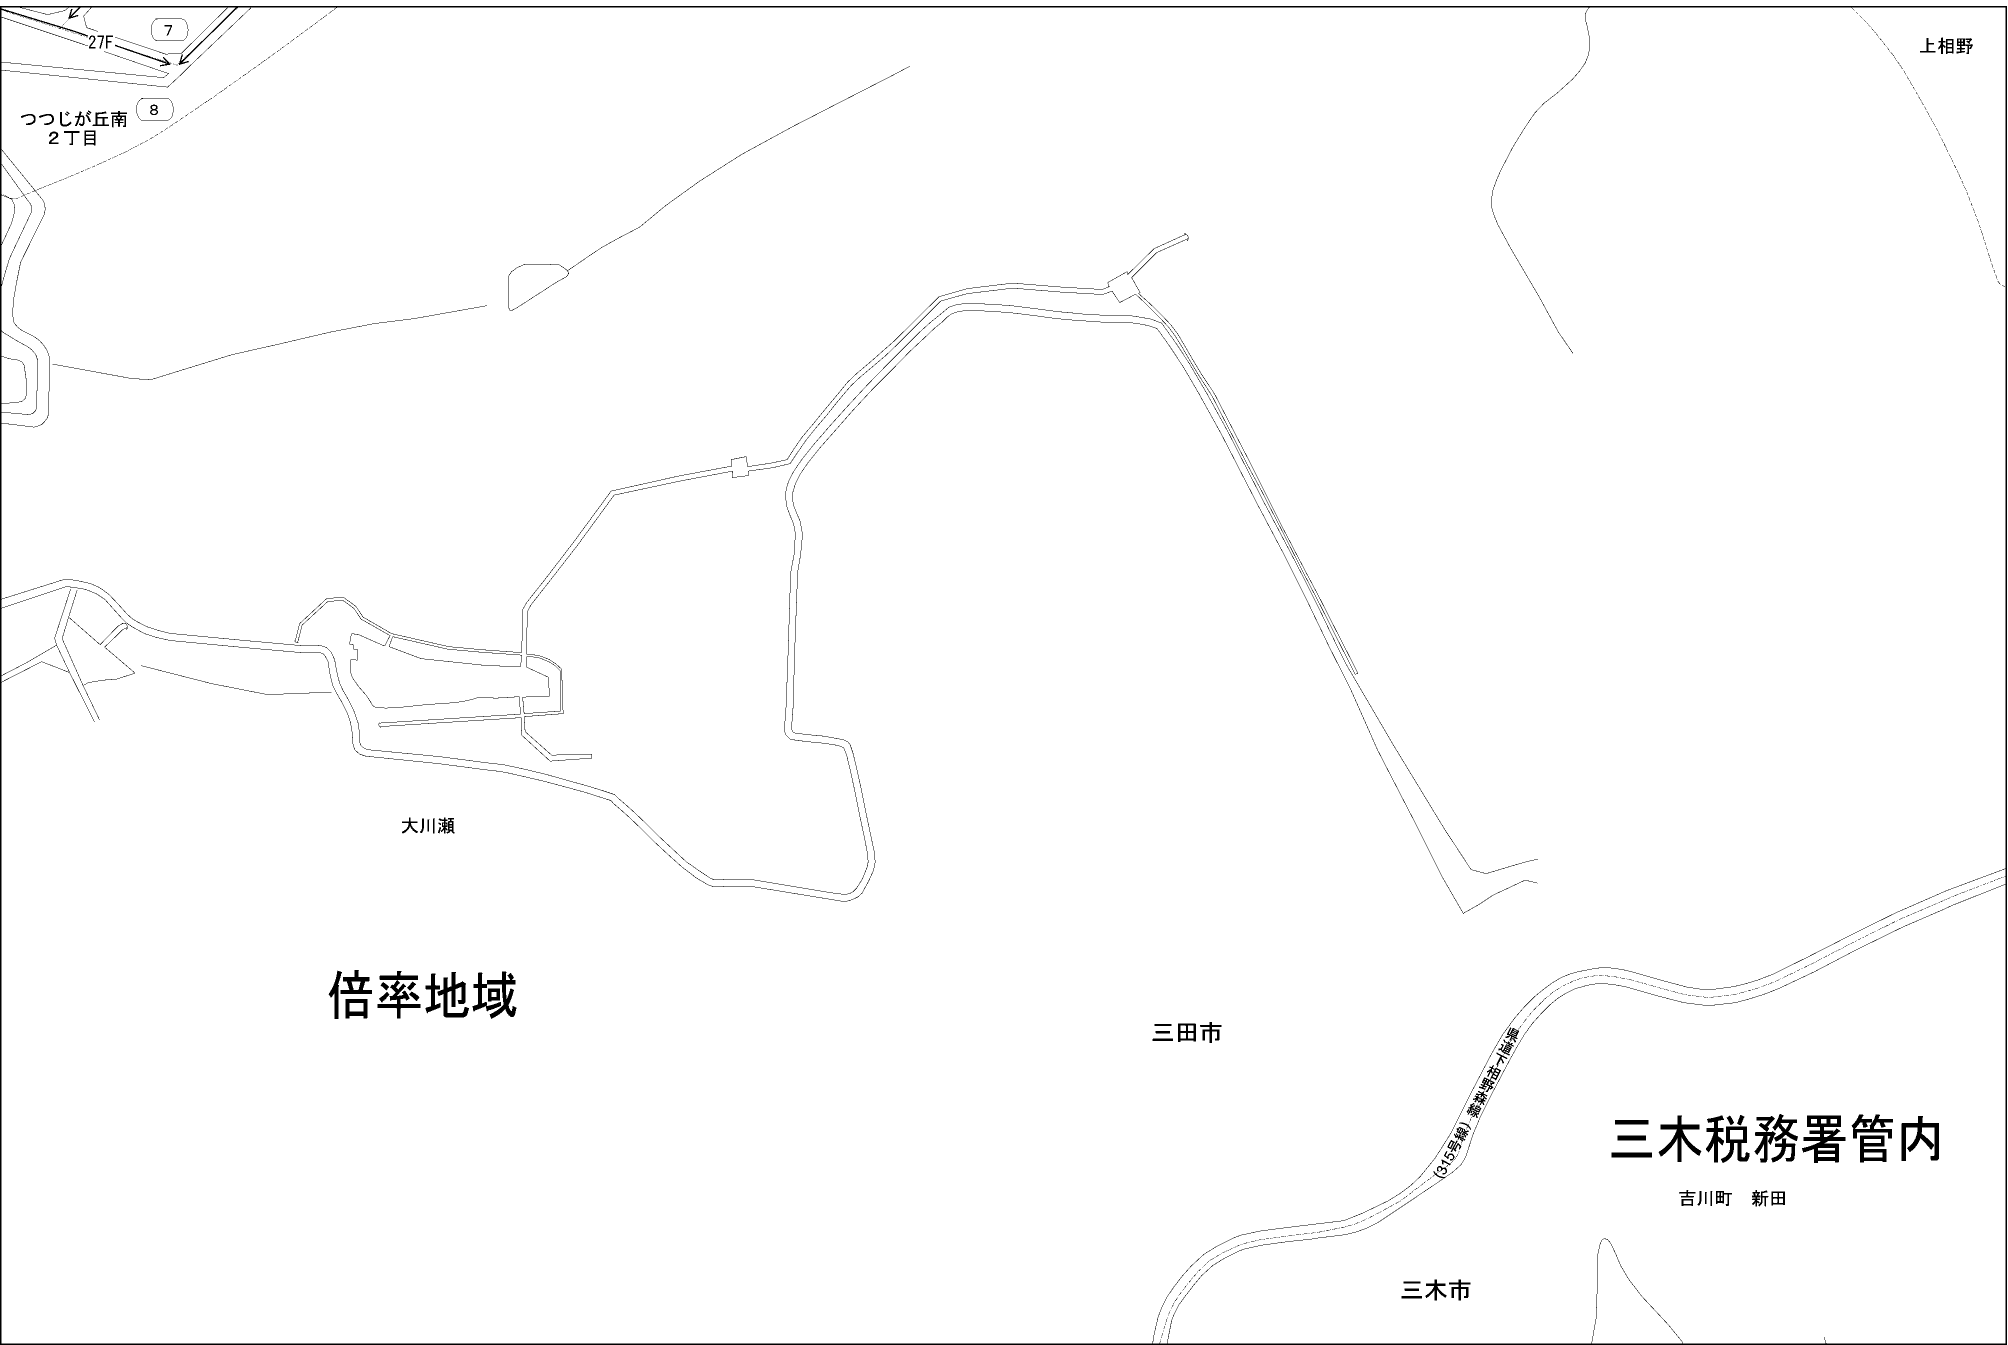 7
27F
上相野
8
つつじが丘南
２丁目
大川瀬
倍率地域
三田市
県道下相野森線
(315号線)
三木税務署管内
吉川町　新田
三木市